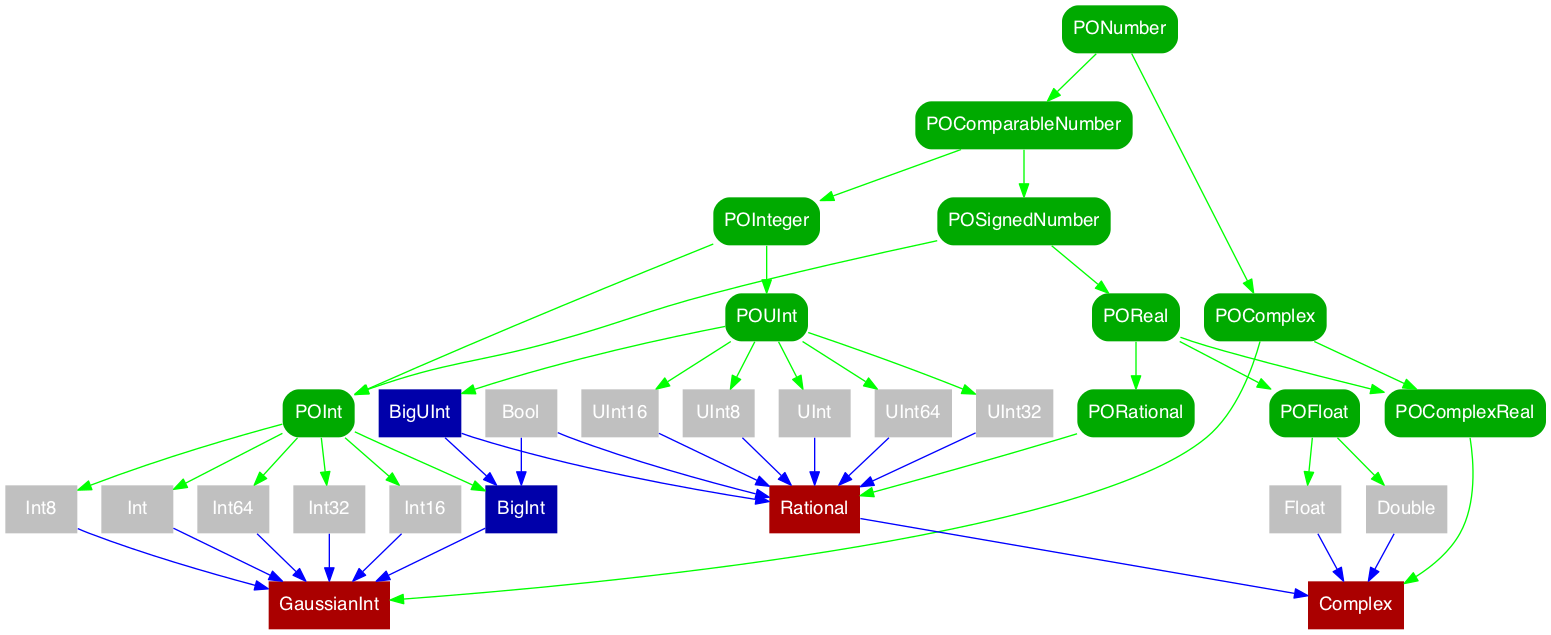 PONumber
POComparableNumber
POInteger
POSignedNumber
POUInt
POReal
POComplex
POInt
BigUInt
Bool
UInt16
UInt8
UInt
UInt64
UInt32
PORational
POFloat
POComplexReal
Int8
Int
Int64
Int32
Int16
BigInt
Rational
Float
Double
GaussianInt
Complex